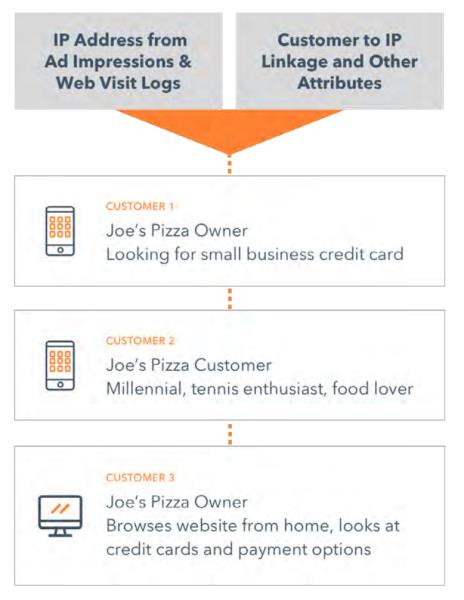 IP Address from
Ad Impressions &
Web Visit Logs
Customer to IP
Linkage and Other
Attributes
CUSTOMER 1
Joe's Pizza Owner
Looking for small business credit card
CUSTOMER 2
Joe's Pizza Customer
Millennial, tennis enthusiast, food lover
CUSTOMER 3
Joe's Pizza Owner
Browses website from home, looks at
credit cards and payment options